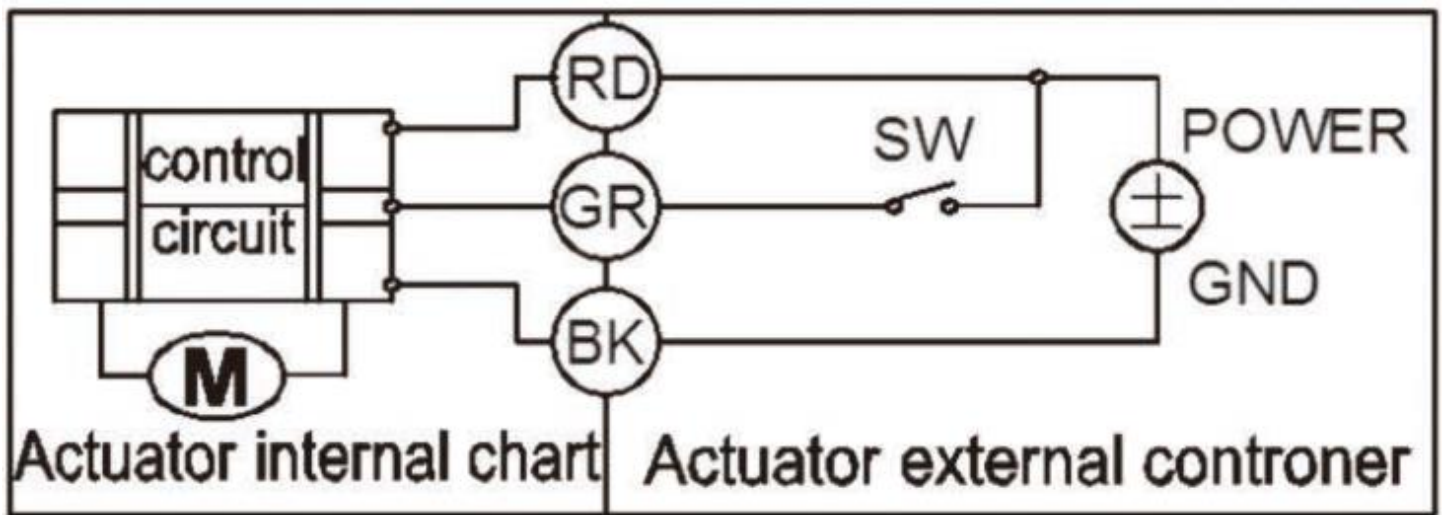 RD
SW
POWER
control
GR
circuit
GND
BK
M
Actuator internal chart
Actuator external controner